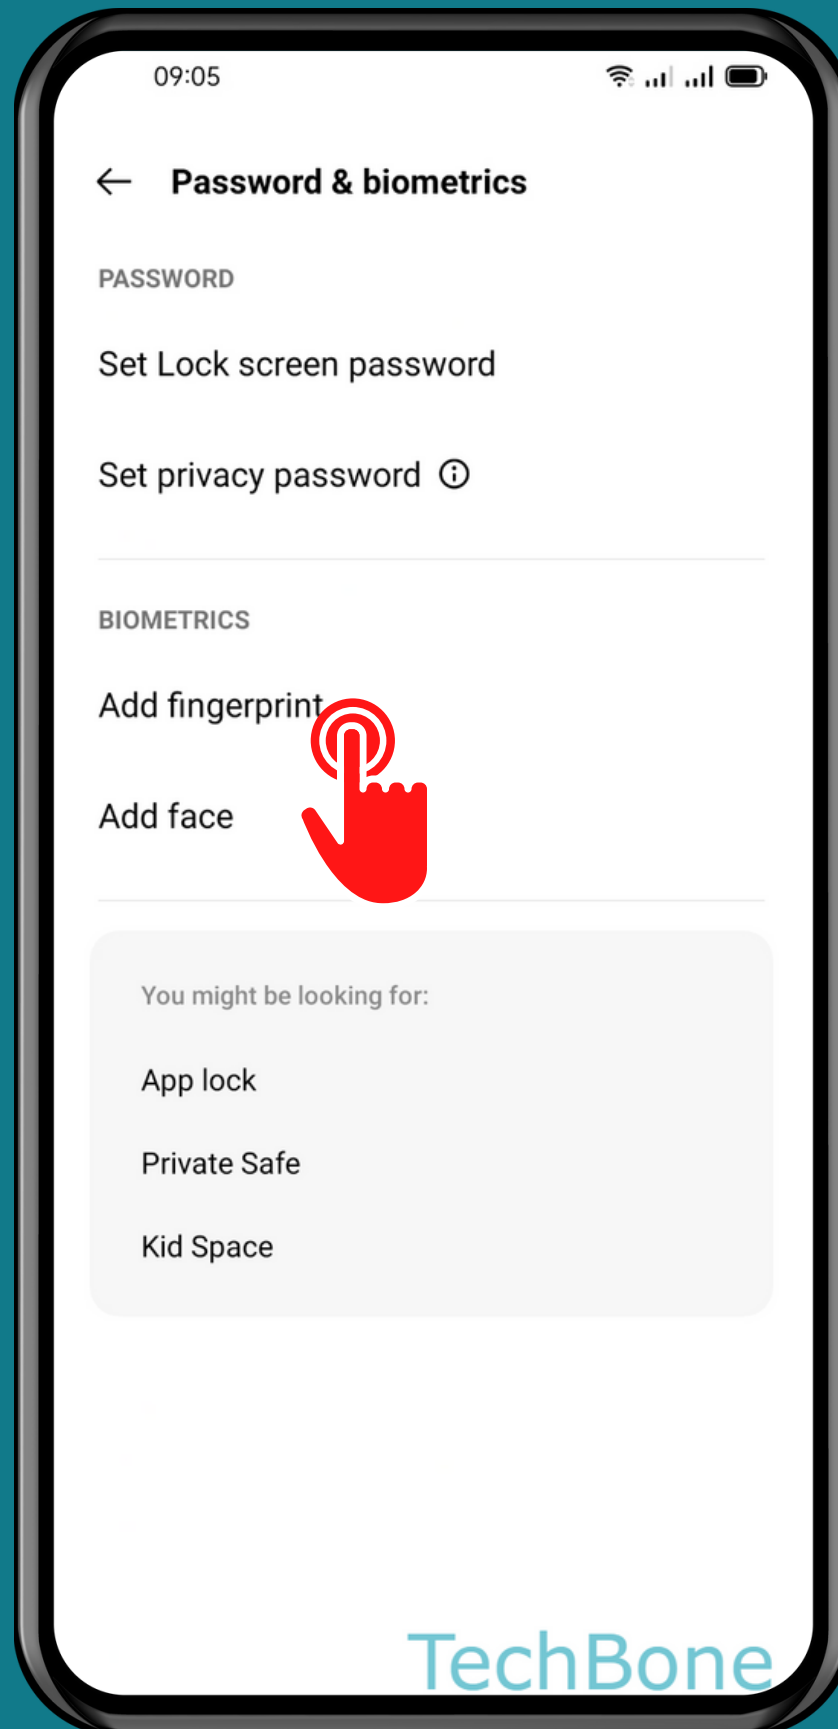 09:05
Password & biometrics
PASSWORD
Set Lock screen password
Set privacy password
BIOMETRICS
Add fingerprint
Add face
You might be looking for:
App lock
Private Safe
Kid Space
TechBone